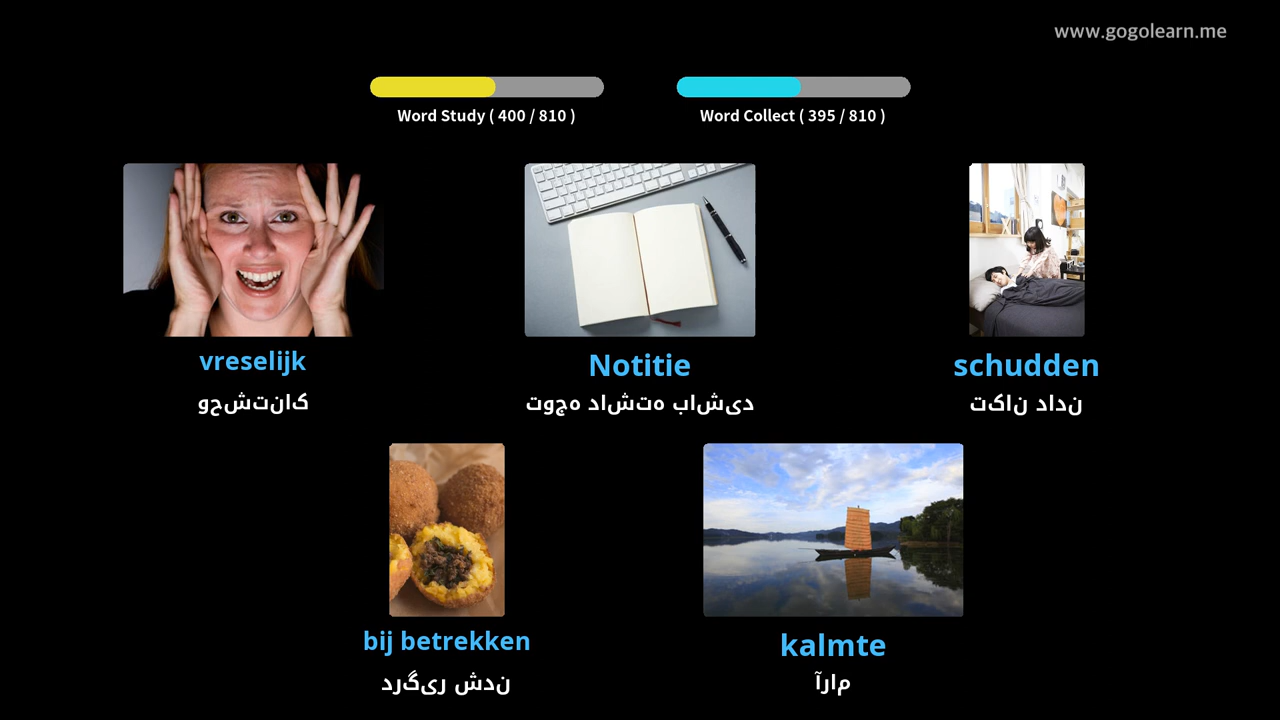 www.gogolearn.me
Word Study ( 400 / 810 )
Word Collect ( 395 / 810 )
vreselijk
وحشتناک
Notitie
توجه داشته باشید
schudden
تکان دادن
bij betrekken
درگیر شدن
kalmte
آرام